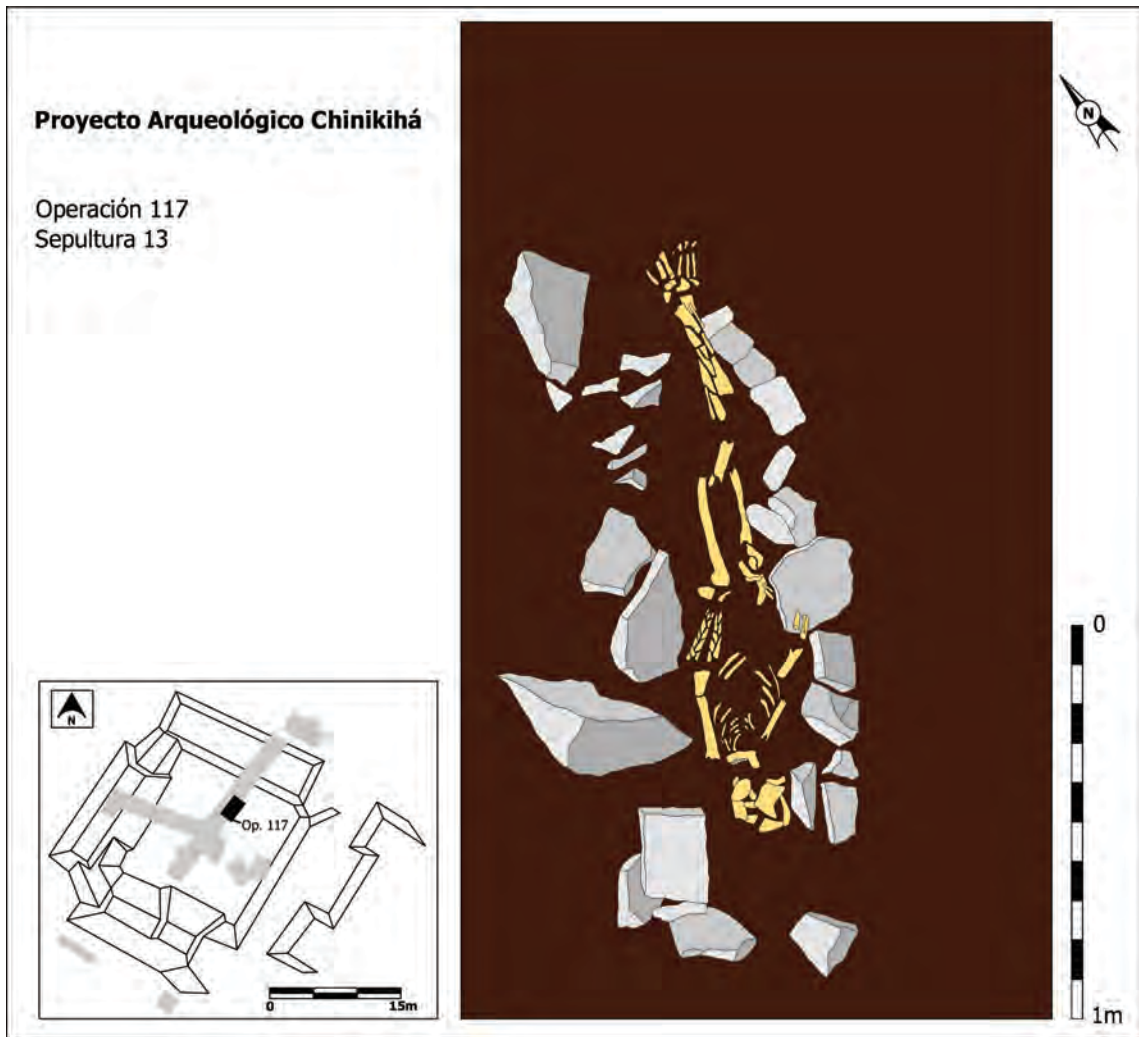 Proyecto Arqueológico Chinikihá
Operación 117
Sepultura 13
N
0
1m
N
Op. 117
0
15m